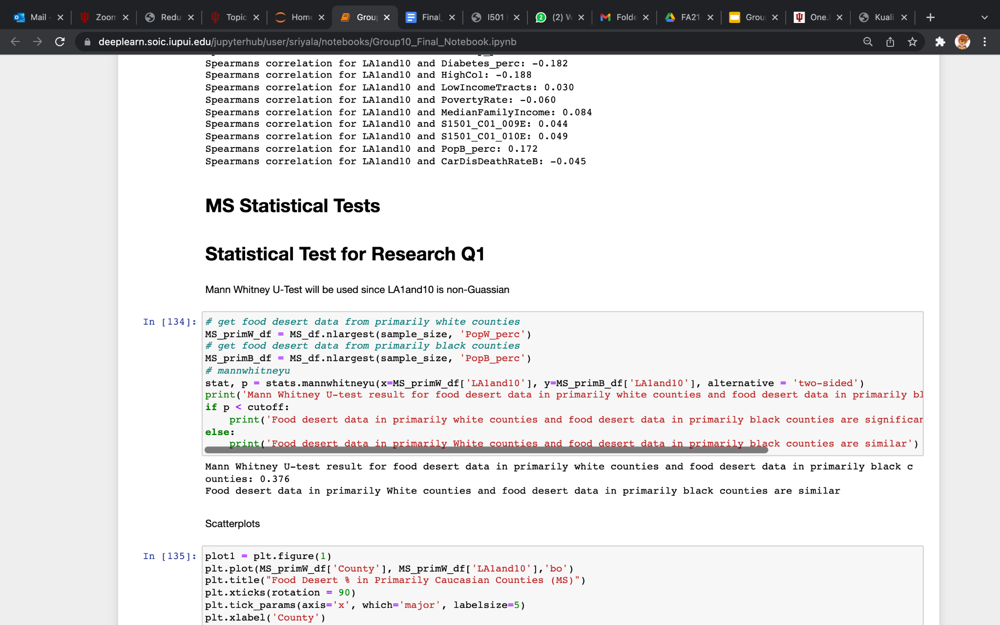 Mail - Zoom Redu Topic Home Group Final_ I501 (2) W Folde FA21- Group One. Kuali
deeplearn.soic.iupui.edu/jupyterhub/user/sriyala/notebooks/Group10_Final_Notebook.ipynb
Spearmans correlation for LA1and10 and Diabetes_perc: -0.182
Spearmans correlation for LA1and10 and HighCol: -0.188
Spearmans correlation for LA1and10 and LowIncomeTracts: 0.030
Spearmans correlation for LA1and10 and PovertyRate: -0.060
Spearmans correlation for LA1and10 and MedianFamilyIncome: 0.084
Spearmans correlation for LA1and10 and S1501_C01_009E: 0.044
Spearmans correlation for LA1and10 and S1501_C01_010E: 0.049
Spearmans correlation for LA1and10 and PopB_perc: 0.172
Spearmans correlation for LA1and10 and CarDisDeathRateB: -0.045
MS Statistical Tests
Statistical Test for Research Q1
Mann Whitney U-Test will be used since LA1and10 is non-Guassian
In [134]: # get food desert data from primarily white counties
MS_primW_df = MS_df.nlargest(sample_size, 'PopW_perc')
# get food desert data from primarily black counties
MS_primB_df = MS_df.nlargest(sample_size, 'PopB_perc')
# mannwhitneyu
stat, p = stats.mannwhitneyu(x=MS_primW_df['LA1and10'], y=MS_primB_df['LA1and10'], alternative = 'two-sided')
print('Mann Whitney U-test result for food desert data in primarily white counties and food desert data in primarily bl
if p < cutoff:
print('Food desert data in primarily white counties and food desert data in primarily black counties are significan
else:
print('Food desert data in primarily White counties and food desert data in primarily black counties are similar')
Mann Whitney U-test result for food desert data in primarily white counties and food desert data in primarily black c
ounties: 0.376
Food desert data in primarily White counties and food desert data in primarily black counties are similar
Scatterplots
In [135]: plot1 = plt.figure(1)
plt.plot(MS_primW_df['County'], MS_primW_df['LA1and10'],'bo')
plt.title("Food Desert % in Primarily Caucasian Counties (MS)")
plt.xticks(rotation = 90)
plt.tick_params(axis='x', which='major', labelsize=5)
plt.xlabel('County')